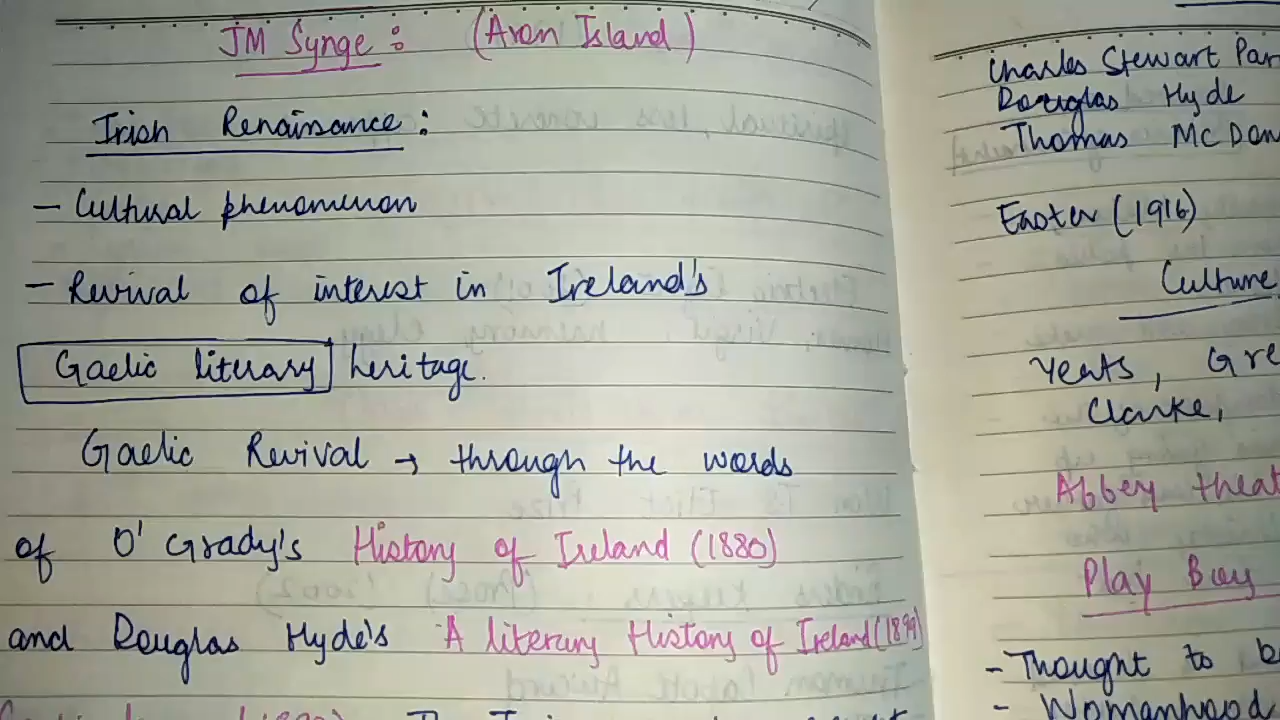 JM Synge : (Aran Island)
Irish Renaissance :
- Cultural phenomenon
- Revival of interest in Ireland's
Gaelic literary heritage.
Gaelic Revival → through the words
of O'Grady's History of Ireland (1880)
and Douglas Hyde's A literary History of Ireland (1899)
Charles Stewart Par
Douglas Hyde
Thomas McDon
Easter (1916)
Culture
Yeats, Gre
Clarke,
Abbey theat
Play Boy
- Thought to b
- Womanhood